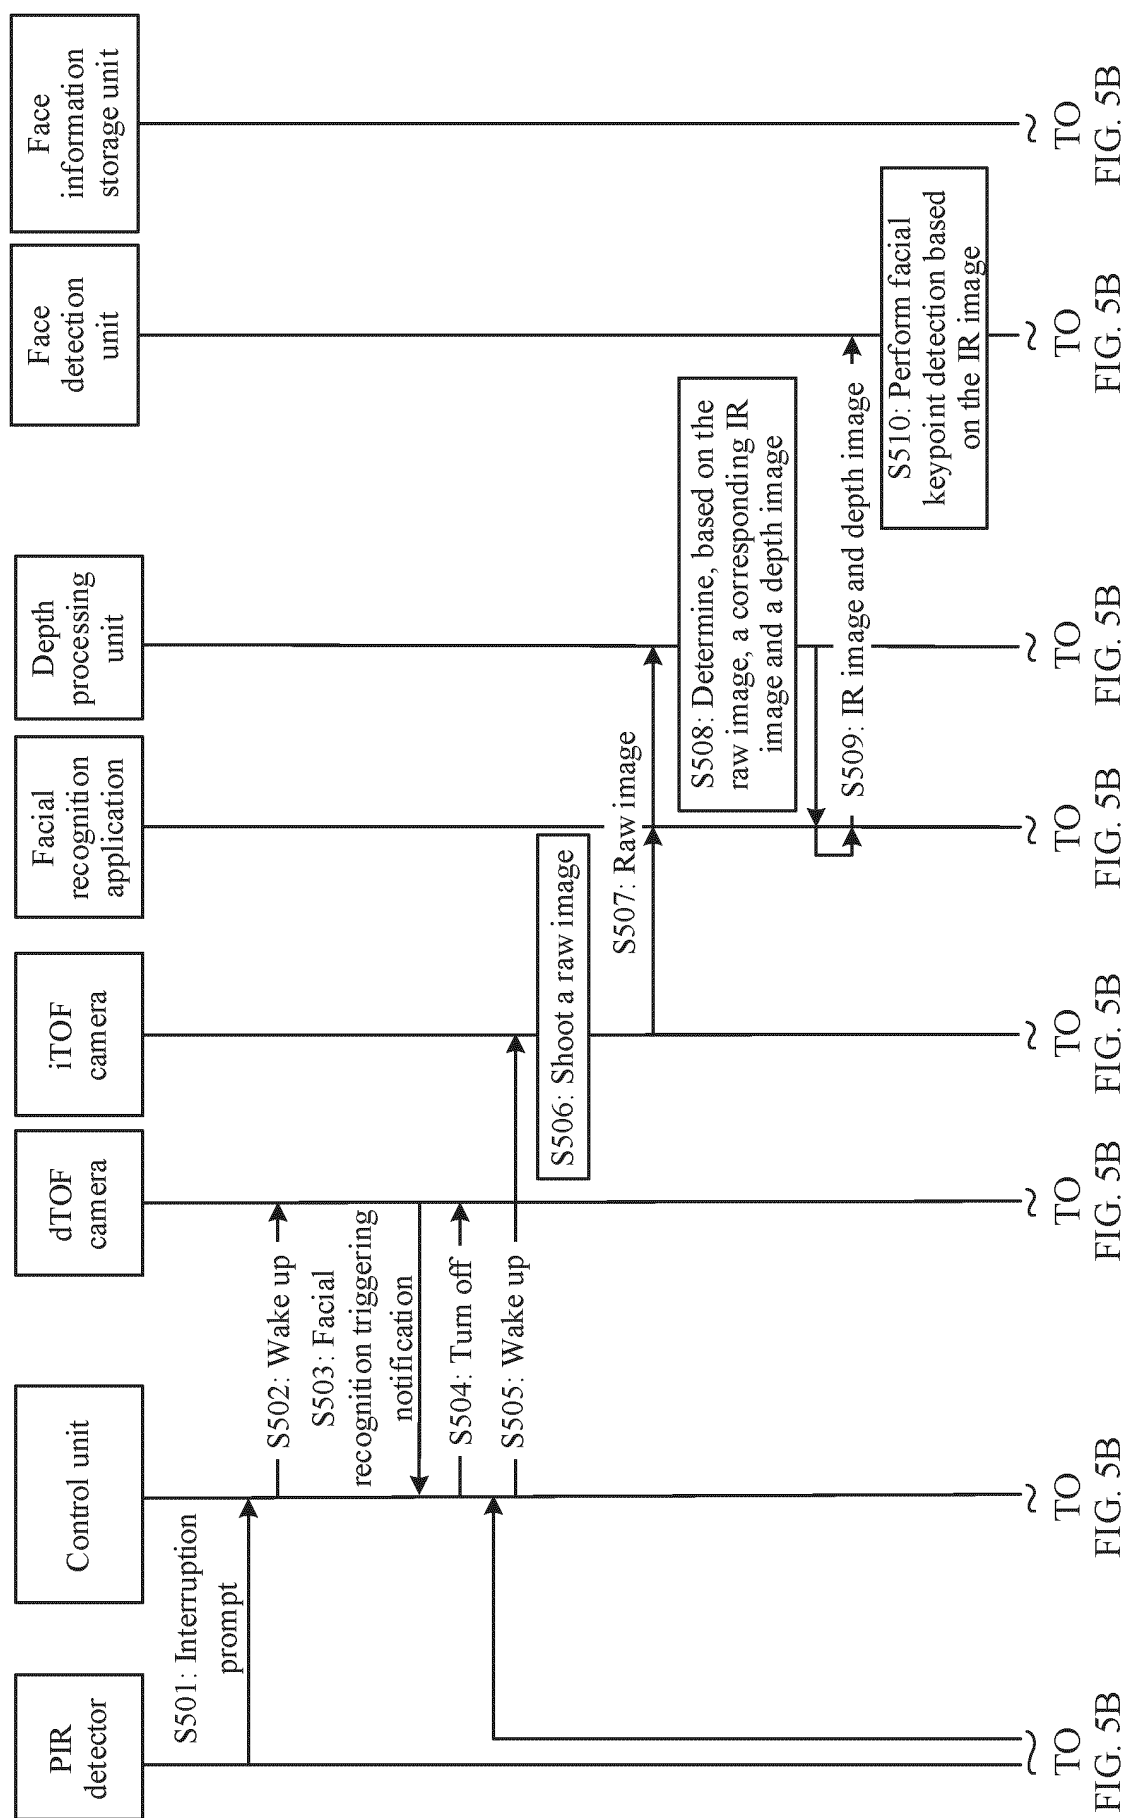 PIR
detector
Control unit
dTOF
camera
iTOF
camera
Facial
recognition
application
Depth
processing
unit
Face
detection
unit
Face
information
storage unit
S501: Interruption
prompt
S502: Wake up
S503: Facial
recognition triggering
notification
S504: Turn off
S505: Wake up
S506: Shoot a raw image
S507: Raw image
S508: Determine, based on the
raw image, a corresponding IR
image and a depth image
S509: IR image and depth image
S510: Perform facial
keypoint detection based
on the IR image
TO
FIG. 5B
TO
FIG. 5B
TO
FIG. 5B
TO
FIG. 5B
TO
FIG. 5B
TO
FIG. 5B
TO
FIG. 5B
TO
FIG. 5B